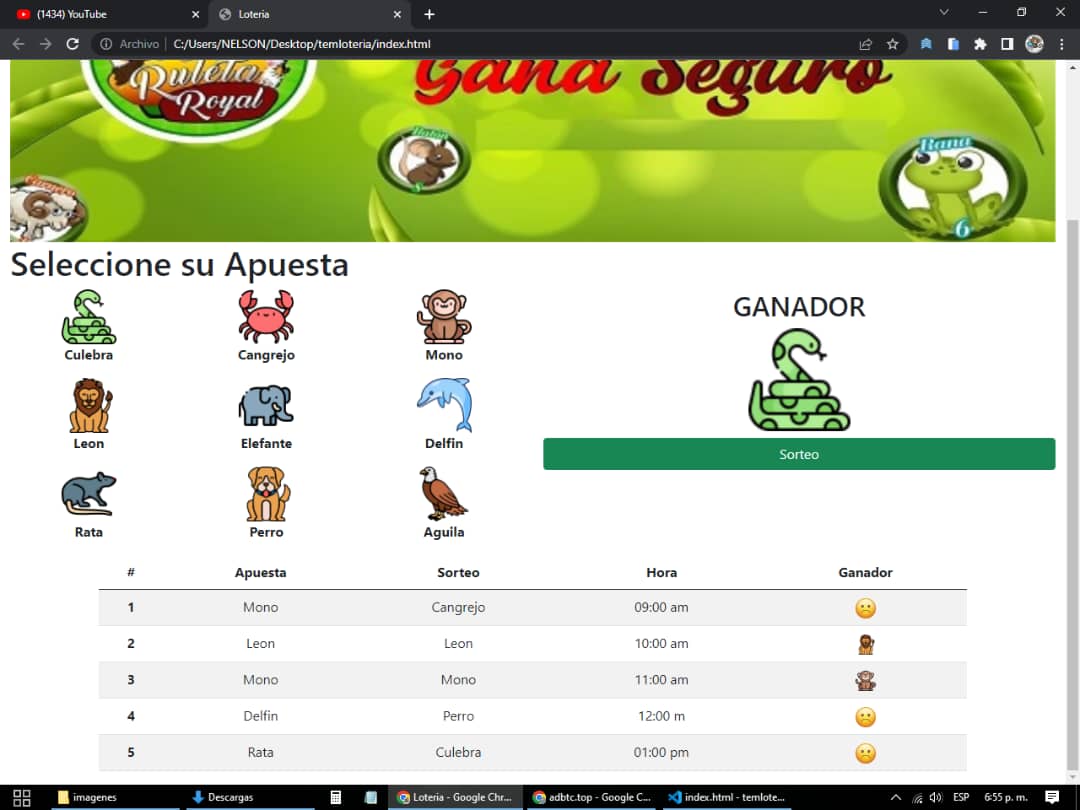 (1434) YouTube
Loteria
Archivo
C:/Users/NELSON/Desktop/temloteria/index.html
Ruleta
Royal
Gana Seguro
Ratón
8
Rana
6
Carnero
Seleccione su Apuesta
GANADOR
Culebra
Cangrejo
Mono
Leon
Elefante
Delfin
Sorteo
Rata
Perro
Aguila
# Apuesta Sorteo Hora Ganador
1 Mono Cangrejo 09:00 am
2 Leon Leon 10:00 am
3 Mono Mono 11:00 am
4 Delfin Perro 12:00 m
5 Rata Culebra 01:00 pm
imagenes
Descargas
Loteria - Google Chr...
adbtc.top - Google C...
index.html - temlote...
ESP
6:55 p. m.